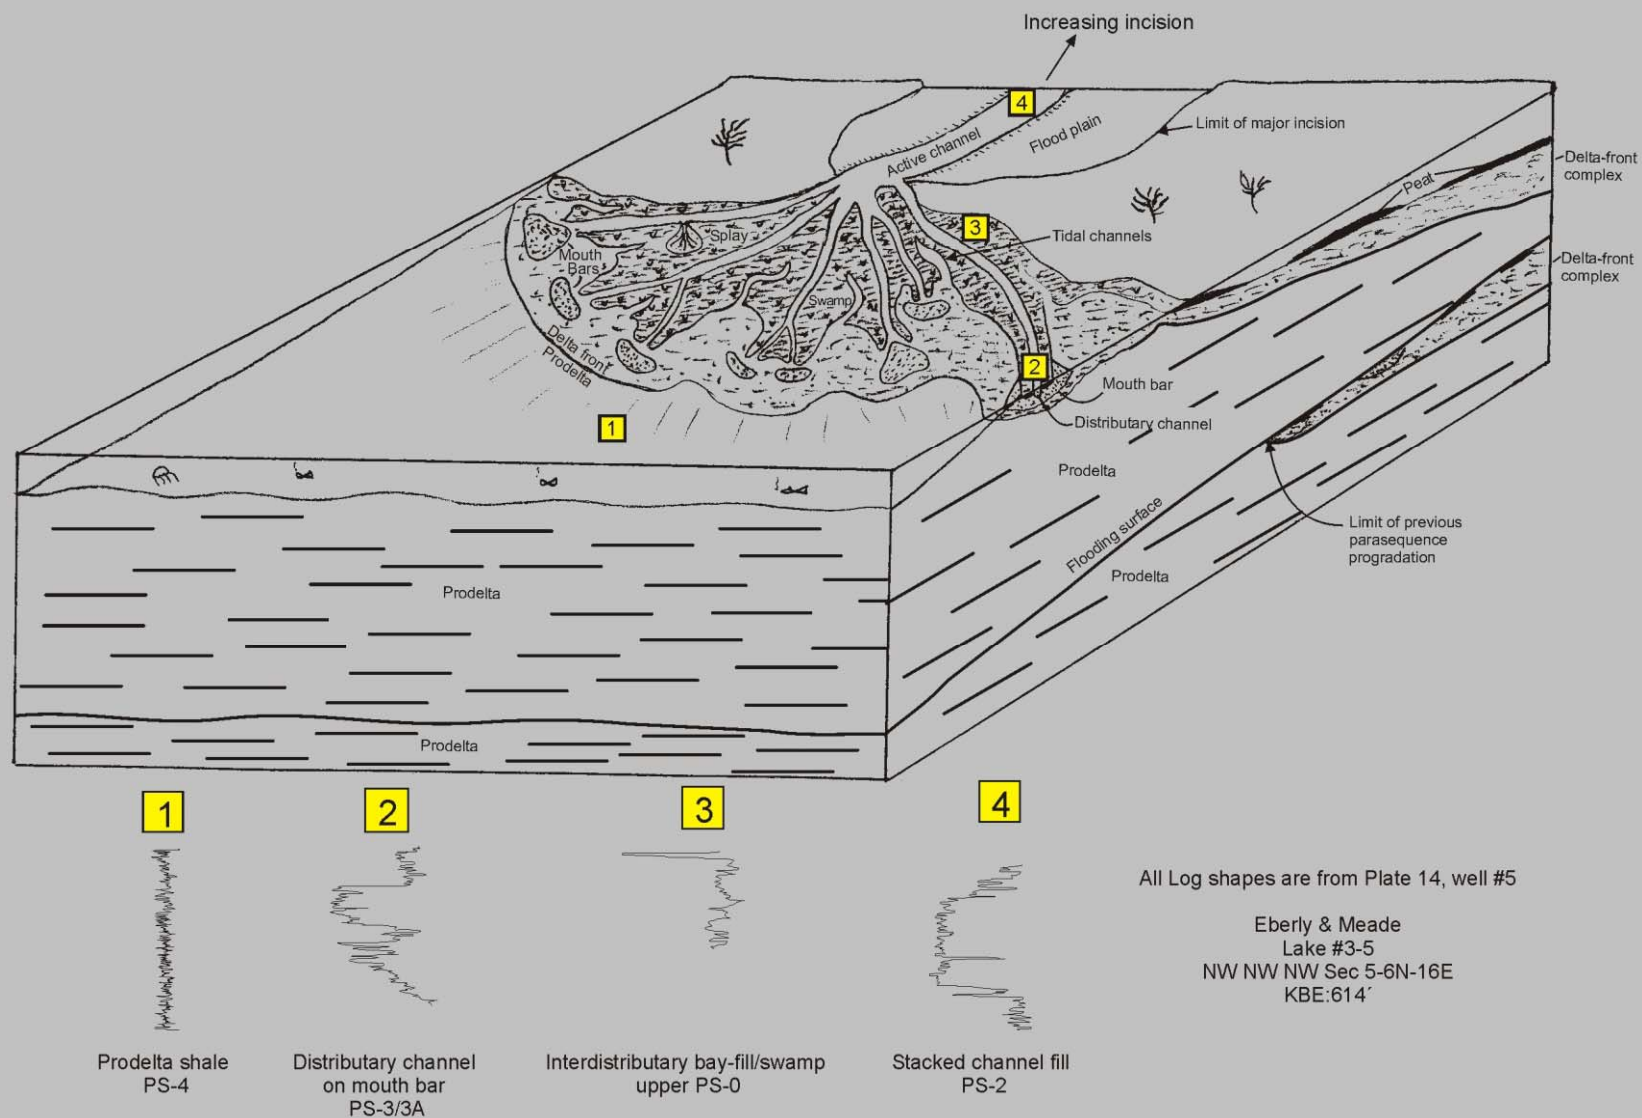 Increasing incision
4
Active channel
Flood plain
Limit of major incision
Peat
Delta-front
complex
3
Tidal channels
Splay
Mouth
Bars
Swamp
Delta-front
complex
Delta front
Prodelta
2
Mouth bar
Distributary channel
1
Prodelta
Flooding surface
Limit of previous
parasequence
progradation
Prodelta
Prodelta
Prodelta
1
2
3
4
All Log shapes are from Plate 14, well #5
Eberly & Meade
Lake #3-5
NW NW NW Sec 5-6N-16E
KBE:614´
Prodelta shale
PS-4
Distributary channel
on mouth bar
PS-3/3A
Interdistributary bay-fill/swamp
upper PS-0
Stacked channel fill
PS-2